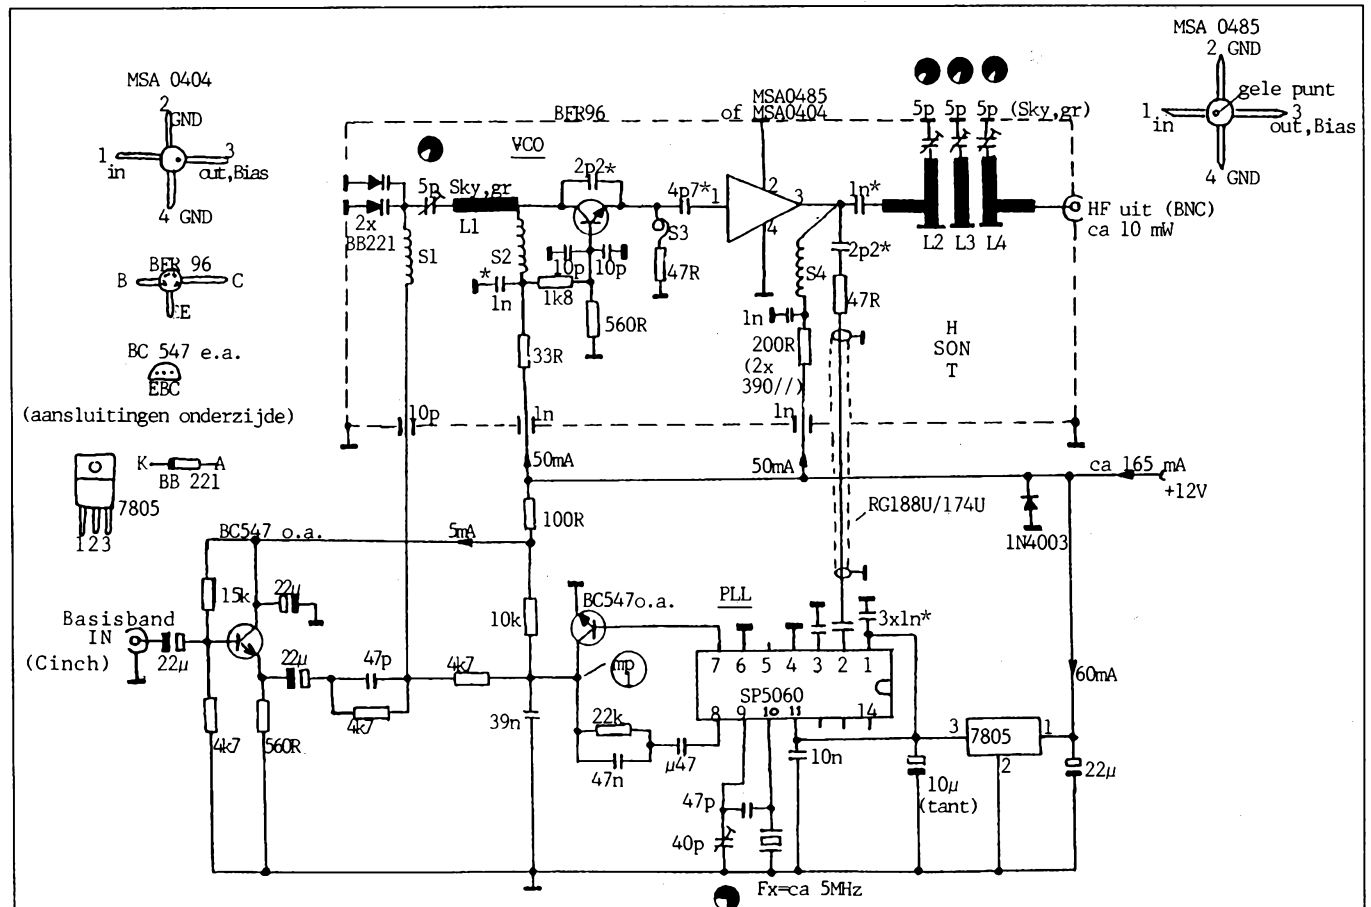 MSA 0404
2
GND
1
in
3
out,Bias
4 GND
BFR 96
B
C
E
BC 547 e.a.
EBC
(aansluitingen onderzijde)
K
A
BB 221
7805
123
MSA 0485
2 GND
gele punt
1
in
3
out,Bias
4 GND
BFR96
MSA0485
of MSA0404
VCO
5p
Sky,gr
2p2*
4p7*
1
2
3
4
1n*
5p
5p
5p
(Sky,gr)
2x
BB221
S1
L1
S2
S3
L2
L3
L4
HF uit (BNC)
ca 10 mW
10p
10p
*
1n
1k8
47R
S4
2p2*
47R
560R
33R
1n
200R
(2x
390//)
H
SON
T
10p
1n
1n
50mA
50mA
ca 165 mA
+12V
RG188U/174U
1N4003
100R
BC547 o.a.
5mA
15k
22µ
Basisband
IN
(Cinch)
22µ
22µ
47p
4k7
4k7
4k7
560R
10k
BC547o.a.
PLL
3x1n*
mp
1
7
6
5
4
3
2
1
SP5060
8
9
10
11
14
39n
22k
47n
µ47
47p
40p
10n
10µ
(tant)
3
7805
1
2
60mA
22µ
Fx=ca 5MHz